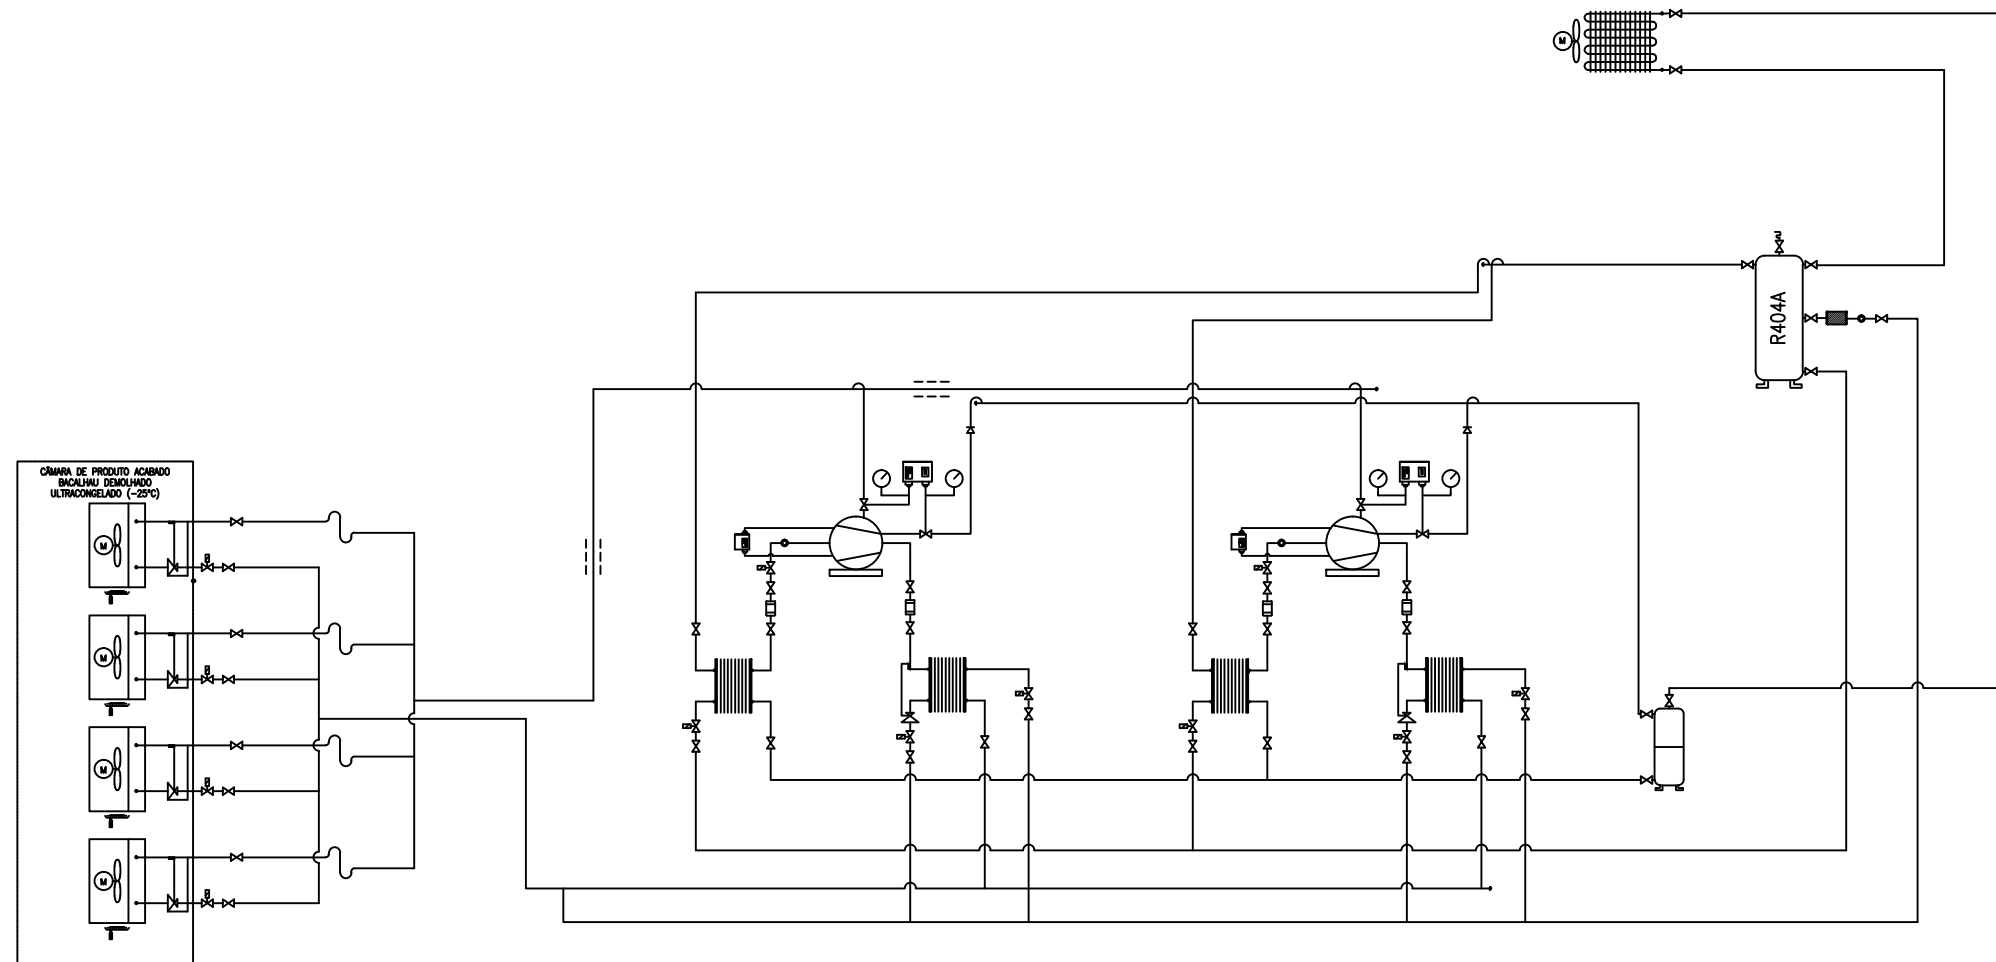 M
R404A
CÂMARA DE PRODUTO ACABADO
BACALHAU DEMOLHADO
ULTRACONGELADO (-25°C)
M
M
M
M